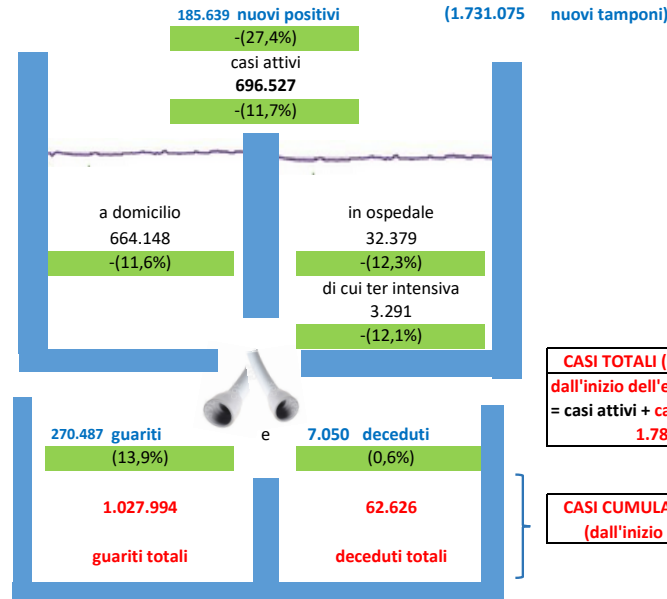 185.639 nuovi positivi (1.731.075 nuovi tamponi)
-(27,4%)
casi attivi
696.527
-(11,7%)
a domicilio in ospedale
664.148 32.379
-(11,6%) -(12,3%)
di cui ter intensiva
3.291
-(12,1%)
CASI TOTALI (
dall'inizio dell'e
= casi attivi + ca
1.78
270.487 guariti e 7.050 deceduti
(13,9%) (0,6%)
1.027.994 62.626
CASI CUMULA
(dall'inizio
guariti totali deceduti totali